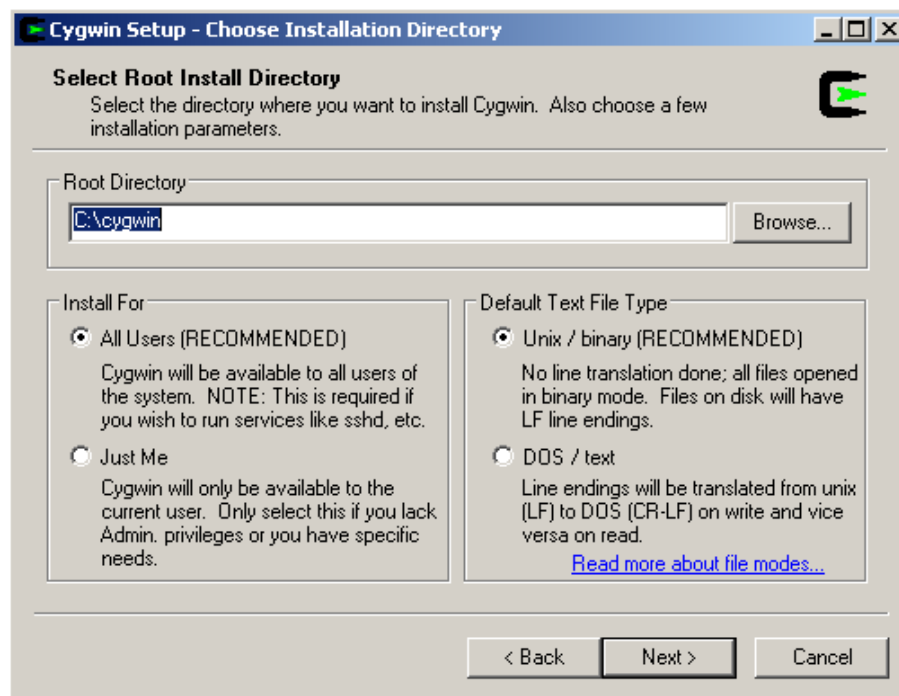 Cygwin Setup - Choose Installation Directory
Select Root Install Directory
Select the directory where you want to install Cygwin.  Also choose a few
installation parameters.
Root Directory
C:\cygwin
Browse...
Install For
All Users (RECOMMENDED)
Cygwin will be available to all users of
the system.  NOTE: This is required if
you wish to run services like sshd, etc.
Just Me
Cygwin will only be available to the
current user.  Only select this if you lack
Admin. privileges or you have specific
needs.
Default Text File Type
Unix / binary (RECOMMENDED)
No line translation done; all files opened
in binary mode.  Files on disk will have
LF line endings.
DOS / text
Line endings will be translated from unix
(LF) to DOS (CR-LF) on write and vice
versa on read.
Read more about file modes...
< Back
Next >
Cancel